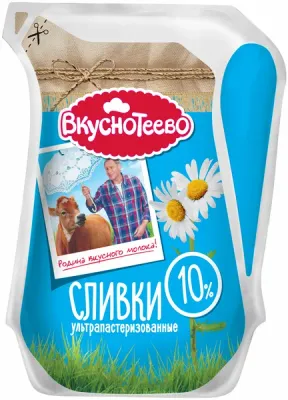 ВКУСНОТЕЕВО
Родина вкусного молока!
СЛИВКИ
10%
ультрапастеризованные